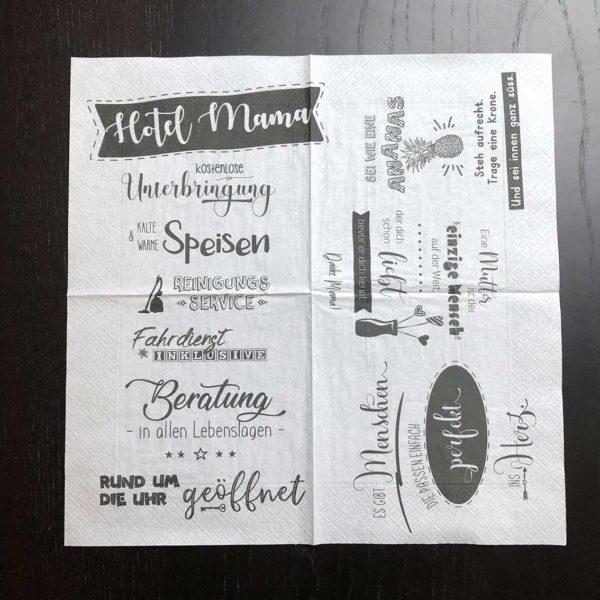 Hotel Mama
kostenlose
Unterbringung
& KALTE
WARME Speisen
REINIGUNGS
SERVICE
Fahrdienst
INKLUSIVE
Beratung
- in allen Lebenslagen -
RUND UM
DIE UHR geöffnet
SEI WIE EINE
ANANAS
Steh aufrecht.
Trage eine Krone.
Und sei innen ganz süss.
Eine Mutter
ist der
einzige Mensch
auf der Welt,
der dich
schon liebt,
bevor er dich kennt.
Danke, Mama!
ES GIBT Menschen
DIE PASSEN EINFACH
perfekt
INS Herz